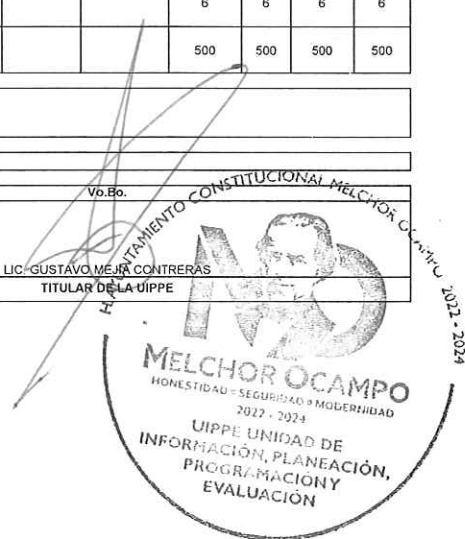 6 6 6 6
500 500 500 500
Vo.Bo.
LIC. GUSTAVO MEJIA CONTRERAS
TITULAR DE LA UIPPE
H. AYUNTAMIENTO CONSTITUCIONAL MELCHOR OCAMPO 2022 - 2024
MO
MELCHOR OCAMPO
HONESTIDAD SEGURIDAD MODERNIDAD
2022 - 2024
UIPPE UNIDAD DE
INFORMACIÓN, PLANEACIÓN,
PROGRAMACIÓN Y
EVALUACIÓN